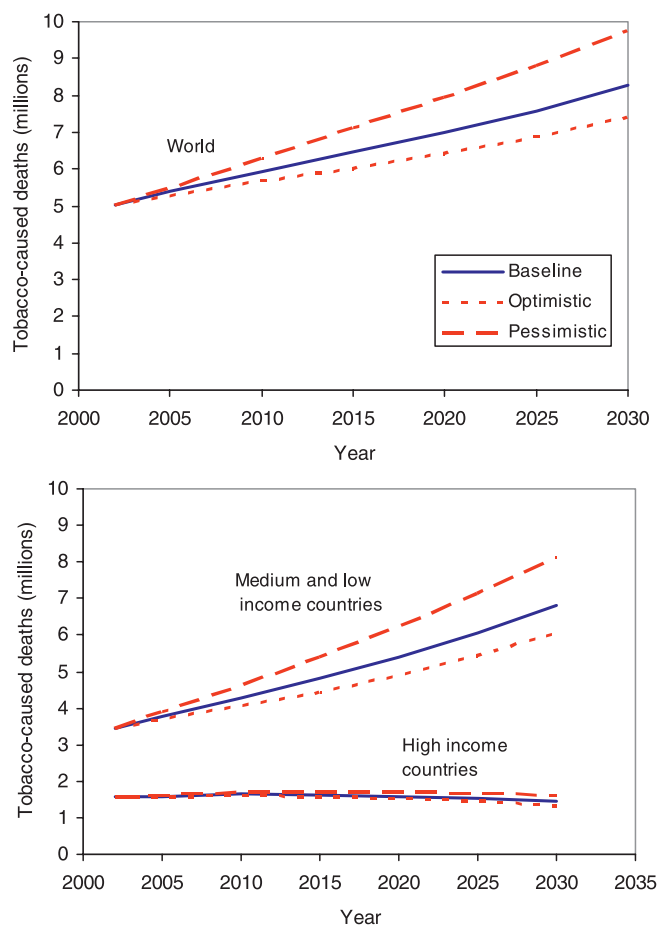 10
9
8
7
6
5
4
3
2
1
0
Tobacco-caused deaths (millions)
World
Baseline
Optimistic
Pessimistic
2000 2005 2010 2015 2020 2025 2030
Year
10
9
8
7
6
5
4
3
2
1
0
Tobacco-caused deaths (millions)
Medium and low
income countries
High income
countries
2000 2005 2010 2015 2020 2025 2030 2035
Year